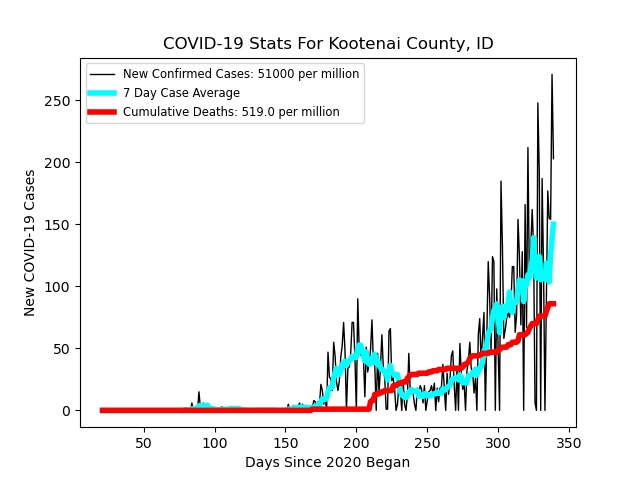 COVID-19 Stats For Kootenai County, ID
New Confirmed Cases: 51000 per million
7 Day Case Average
Cumulative Deaths: 519.0 per million
New COVID-19 Cases
250
200
150
100
50
0
50 100 150 200 250 300 350
Days Since 2020 Began